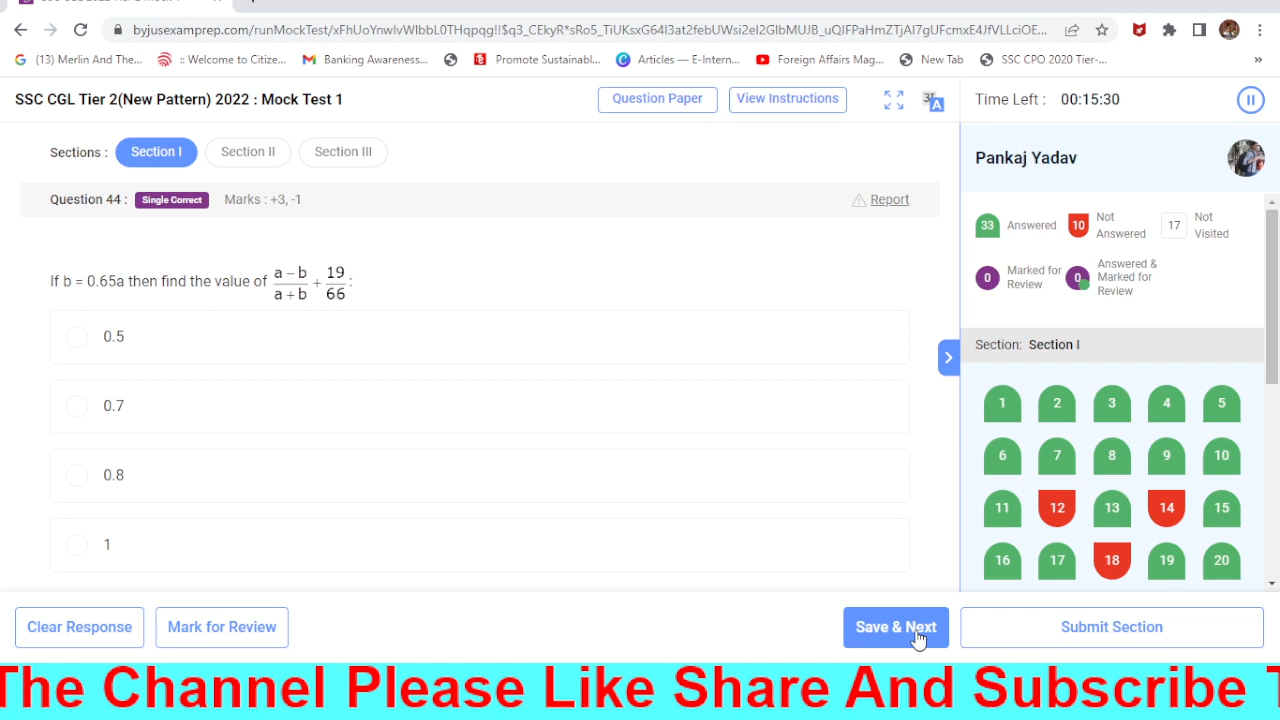 byjusexamprep.com/runMockTest/xFhUoYnwlvWlbbL0THqpqg!!$q3_CEkyR*sRo5_TiUKsxG64l3at2febUWsi2eI2GlbMUJB_uQIFPaHmZTjAI7gUFcmxE4JfVLLciOE...
(13) Merlin And The...
:: Welcome to Citize...
Banking Awareness...
Promote Sustainabl...
Articles — E-Intern...
Foreign Affairs Mag...
New Tab
SSC CPO 2020 Tier-...
»
SSC CGL Tier 2(New Pattern) 2022 : Mock Test 1
Question Paper
View Instructions
Time Left : 00:15:30
Sections : Section I Section II Section III
Pankaj Yadav
Question 44 : Single Correct Marks : +3, -1
Report
33 Answered
10 Not Answered
17 Not Visited
0 Marked for Review
0 Answered & Marked for Review
If b = 0.65a then find the value of (a − b)/(a + b) + 19/66 :
0.5
0.7
0.8
1
Section: Section I
1 2 3 4 5
6 7 8 9 10
11 12 13 14 15
16 17 18 19 20
Clear Response
Mark for Review
Save & Next
Submit Section
The Channel Please Like Share And Subscribe